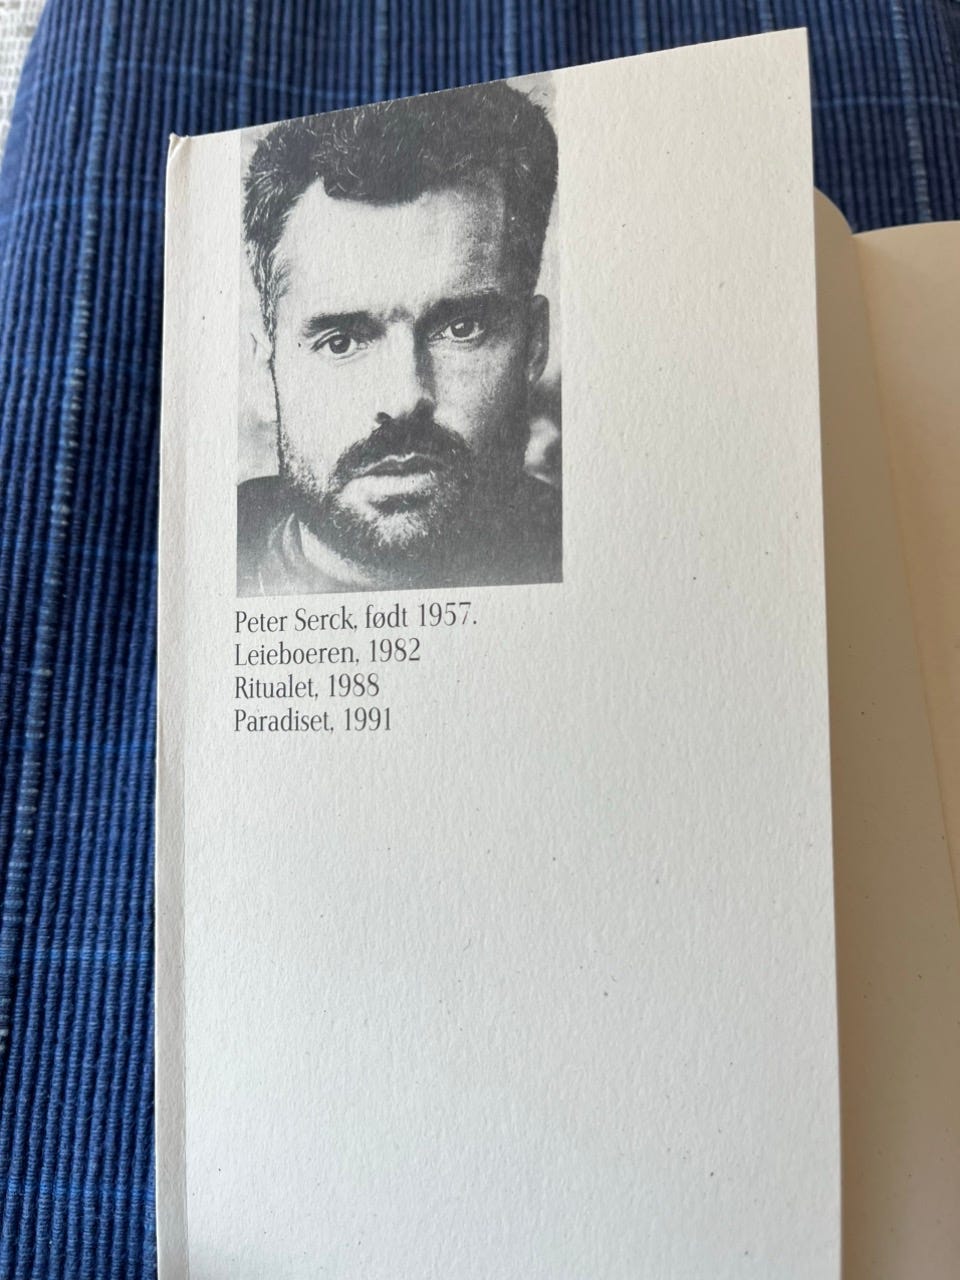 Peter Serck, født 1957.
Leieboeren, 1982
Ritualet, 1988
Paradiset, 1991